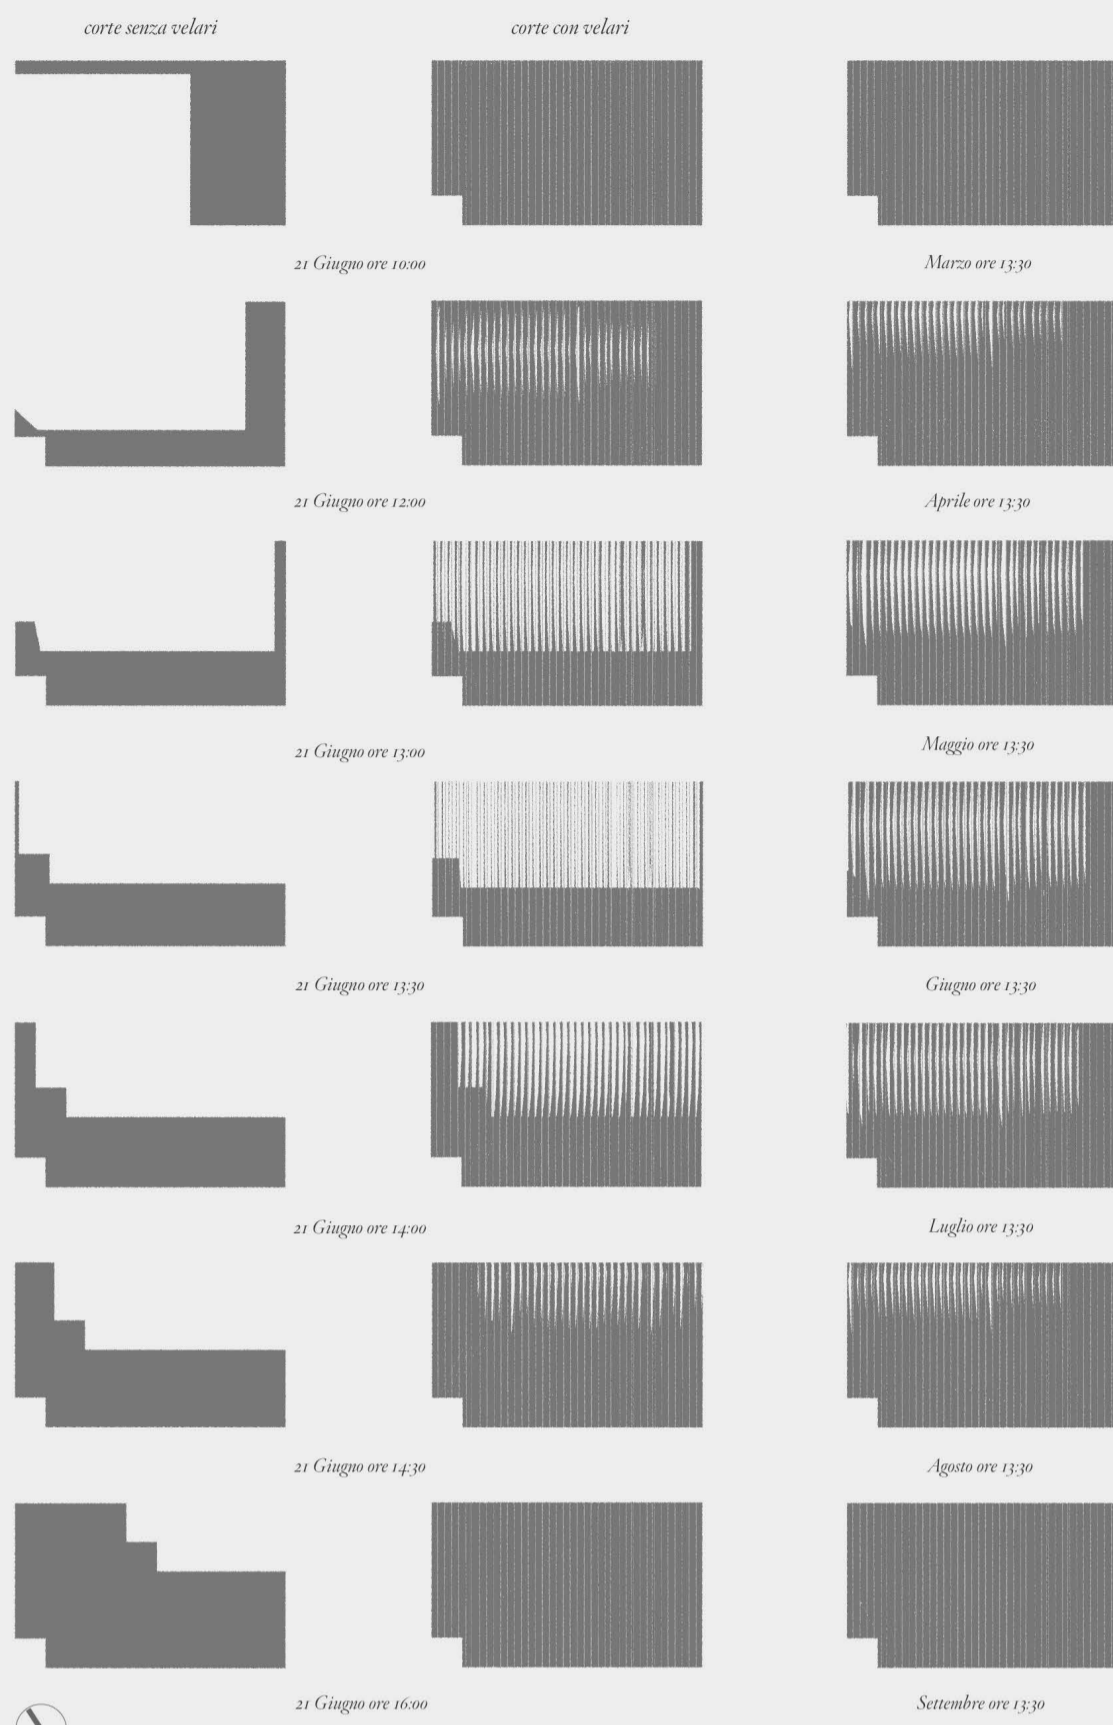 corte senza velari
corte con velari
21 Giugno ore 10:00
Marzo ore 13:30
21 Giugno ore 12:00
Aprile ore 13:30
21 Giugno ore 13:00
Maggio ore 13:30
21 Giugno ore 13:30
Giugno ore 13:30
21 Giugno ore 14:00
Luglio ore 13:30
21 Giugno ore 14:30
Agosto ore 13:30
21 Giugno ore 16:00
Settembre ore 13:30